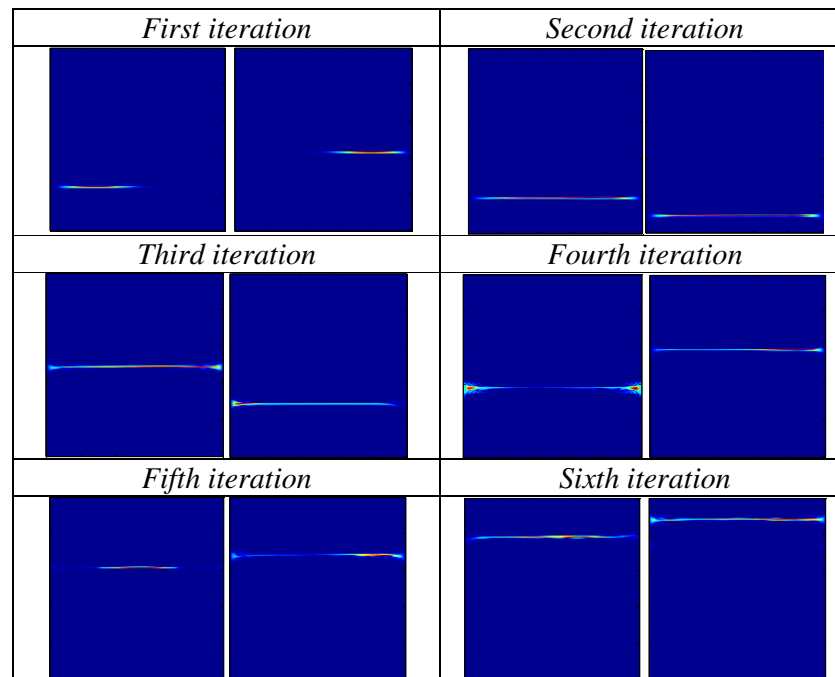 First iteration
Second iteration
Third iteration
Fourth iteration
Fifth iteration
Sixth iteration